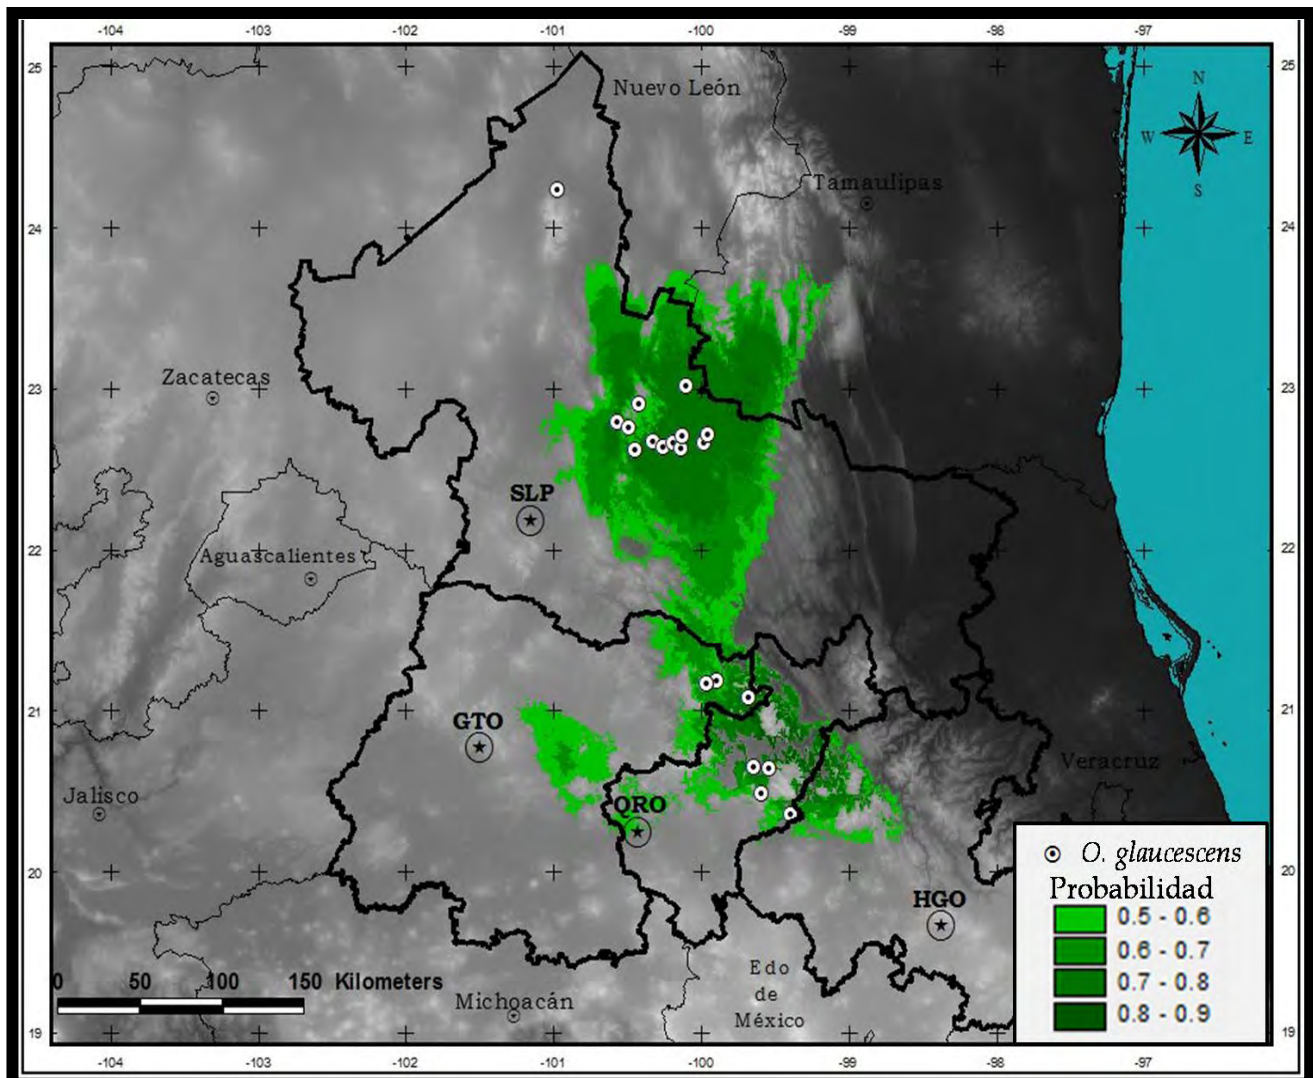 -104 -103 -102 -101 -100 -99 -98 -97
25 25
Nuevo León
N
W E
S
Tamaulipas
24 24
23 23
Zacatecas
SLP
22 22
Aguascalientes
21 21
GTO
Veracruz
Jalisco
QRO
20 20
HGO
O. glaucescens
Probabilidad
0.5 - 0.6
0.6 - 0.7
0.7 - 0.8
0.8 - 0.9
0 50 100 150 Kilometers
Michoacán
Edo
de
México
19 19
-104 -103 -102 -101 -100 -99 -98 -97